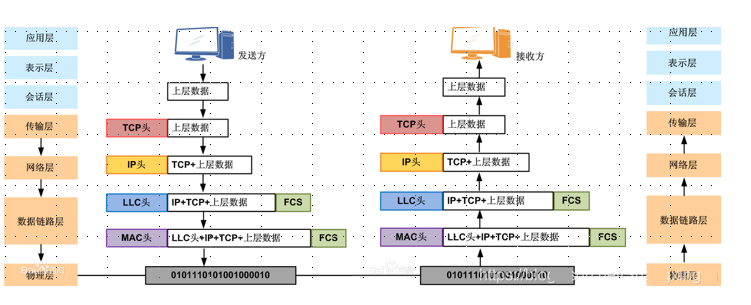 应用层
表示层
会话层
传输层
网络层
数据链路层
物理层
发送方
上层数据
TCP头 上层数据
IP头 TCP+上层数据
LLC头 IP+TCP+上层数据 FCS
MAC头 LLC头+IP+TCP+上层数据 FCS
0101110101001000010
接收方
上层数据
TCP头 上层数据
IP头 TCP+上层数据
LLC头 IP+TCP+上层数据 FCS
MAC头 LLC头+IP+TCP+上层数据 FCS
应用层
表示层
会话层
传输层
网络层
数据链路层
物理层